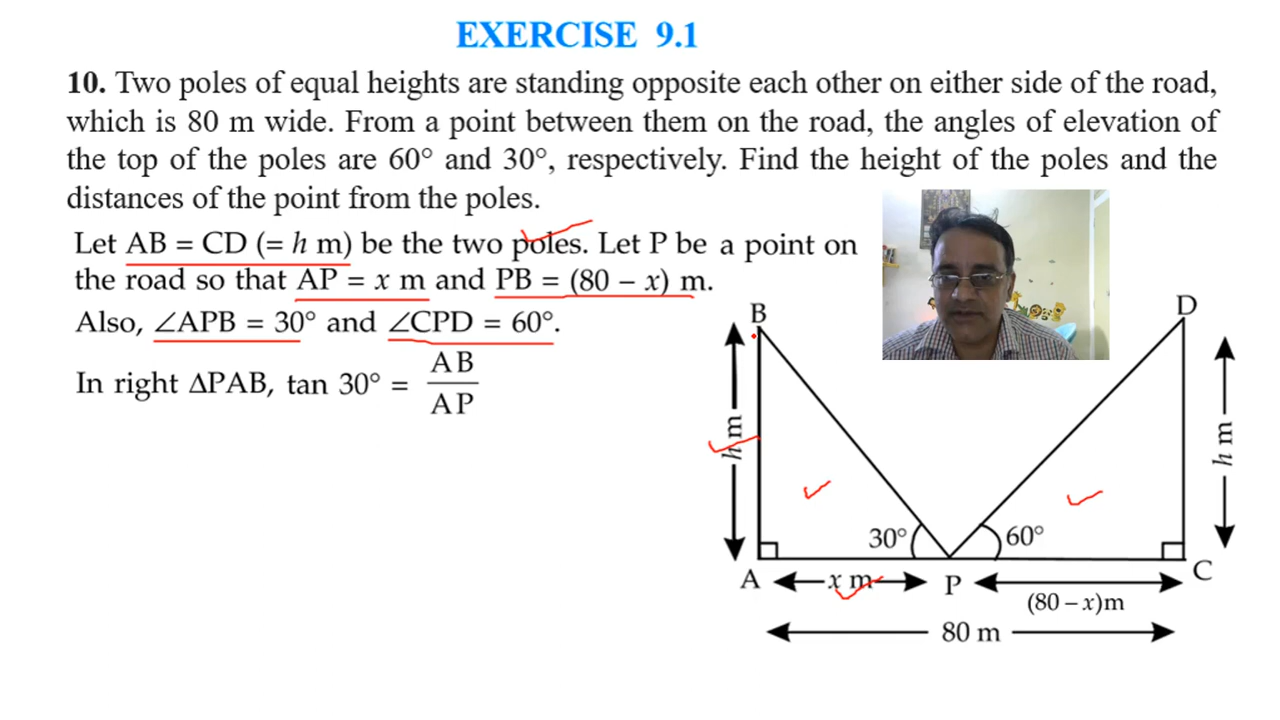 EXERCISE 9.1
10. Two poles of equal heights are standing opposite each other on either side of the road,
which is 80 m wide. From a point between them on the road, the angles of elevation of
the top of the poles are 60° and 30°, respectively. Find the height of the poles and the
distances of the point from the poles.
Let AB = CD (= h m) be the two poles. Let P be a point on
the road so that AP = x m and PB = (80 – x) m.
Also, ∠APB = 30° and ∠CPD = 60°.
In right ΔPAB, tan 30° = AB
AP
B
D
h m
h m
30°
60°
A
x m
P
C
(80 – x)m
80 m